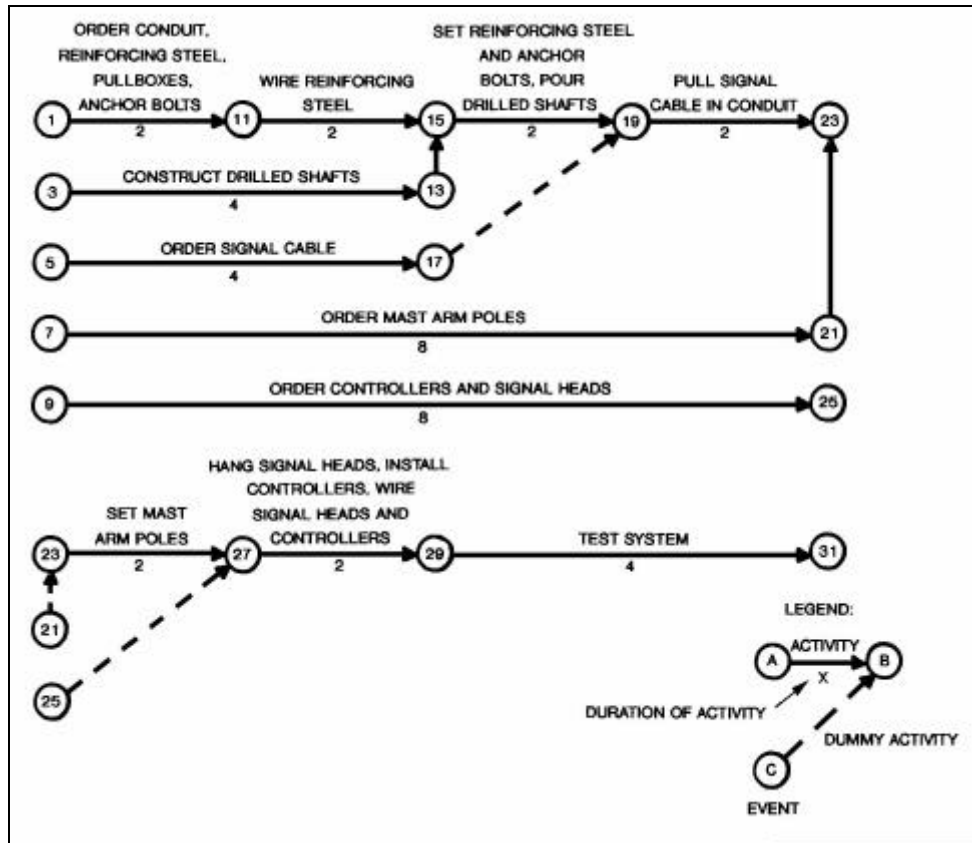 ORDER CONDUIT,
REINFORCING STEEL,
PULLBOXES,
ANCHOR BOLTS
WIRE REINFORCING
STEEL
SET REINFORCING STEEL
AND ANCHOR
BOLTS, POUR
DRILLED SHAFTS
PULL SIGNAL
CABLE IN CONDUIT
1
2
11
2
15
2
19
2
23
3
CONSTRUCT DRILLED SHAFTS
4
13
5
ORDER SIGNAL CABLE
4
17
7
ORDER MAST ARM POLES
8
21
9
ORDER CONTROLLERS AND SIGNAL HEADS
8
25
SET MAST
ARM POLES
HANG SIGNAL HEADS, INSTALL
CONTROLLERS, WIRE
SIGNAL HEADS AND
CONTROLLERS
TEST SYSTEM
23
2
27
2
29
4
31
21
25
LEGEND:
ACTIVITY
A
B
X
DURATION OF ACTIVITY
DUMMY ACTIVITY
C
EVENT